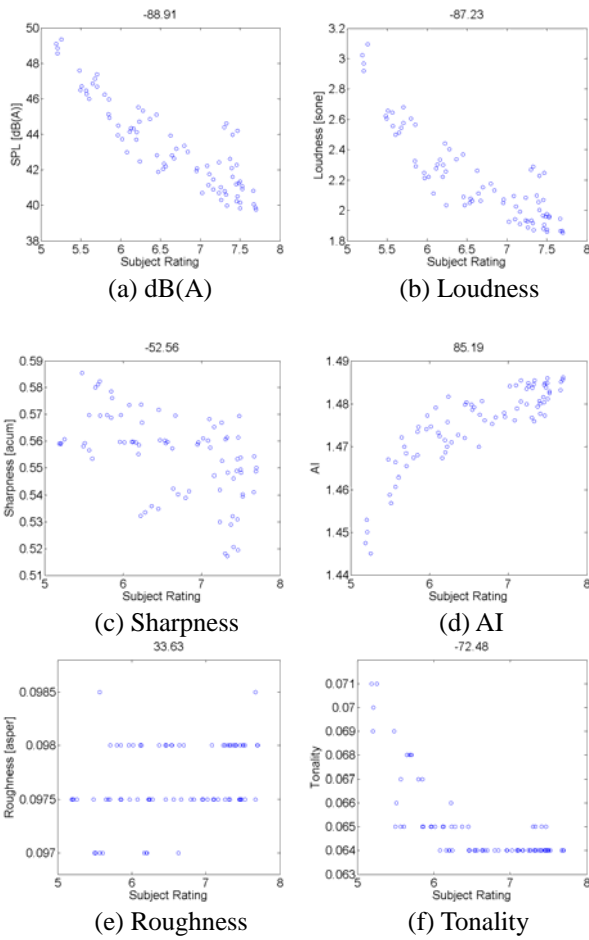 -88.91
-87.23
50
48
46
44
42
40
38
SPL [dB(A)]
5 5.5 6 6.5 7 7.5 8
Subject Rating
3.2
3
2.8
2.6
2.4
2.2
2
1.8
Loudness [sone]
5 5.5 6 6.5 7 7.5 8
Subject Rating
(a) dB(A)
(b) Loudness
-52.56
85.19
0.59
0.58
0.57
0.56
0.55
0.54
0.53
0.52
0.51
Sharpness [acum]
5 6 7 8
Subject Rating
1.49
1.48
1.47
1.46
1.45
1.44
AI
5 6 7 8
Subject Rating
(c) Sharpness
(d) AI
33.63
-72.48
0.0985
0.098
0.0975
0.097
Roughness [asper]
5 6 7 8
Subject Rating
0.071
0.07
0.069
0.068
0.067
0.066
0.065
0.064
0.063
Tonality
5 6 7 8
Subject Rating
(e) Roughness
(f) Tonality